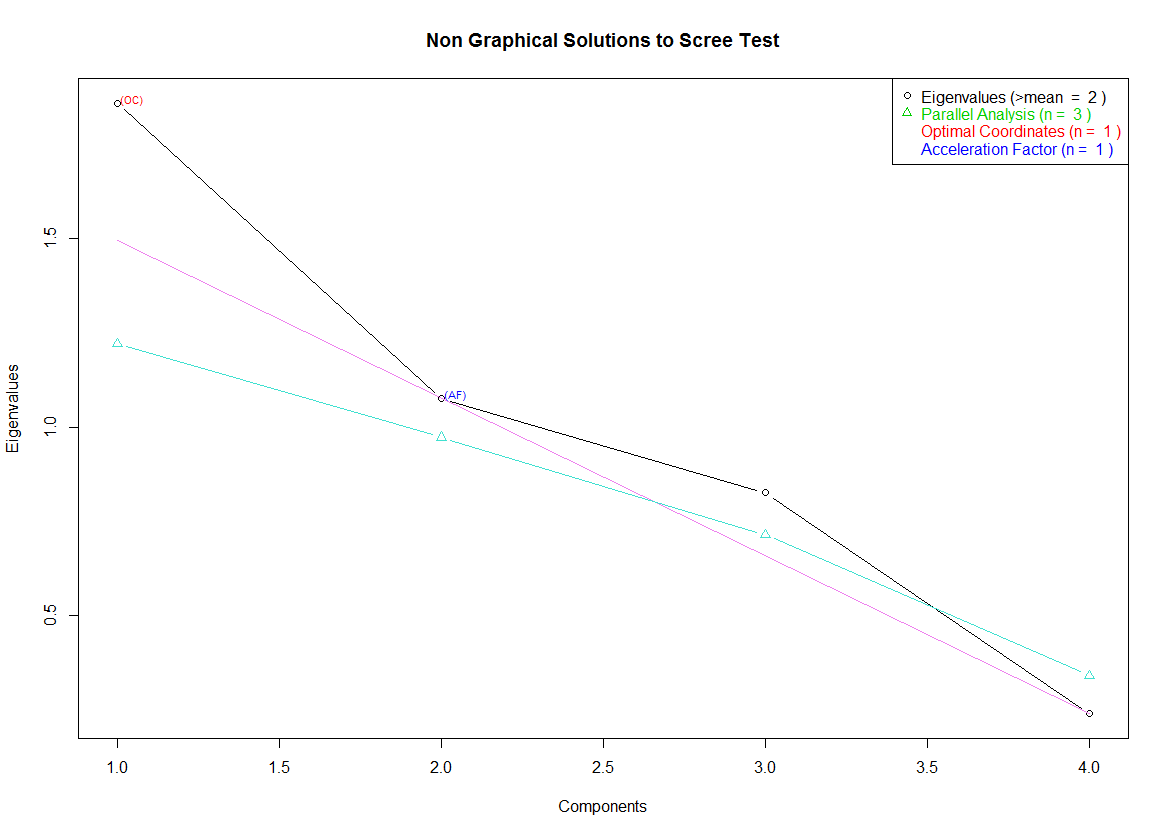 Non Graphical Solutions to Scree Test
Eigenvalues (>mean = 2 )
Parallel Analysis (n = 3 )
Optimal Coordinates (n = 1 )
Acceleration Factor (n = 1 )
(OC)
(AF)
Eigenvalues
1.5
1.0
0.5
1.0 1.5 2.0 2.5 3.0 3.5 4.0
Components